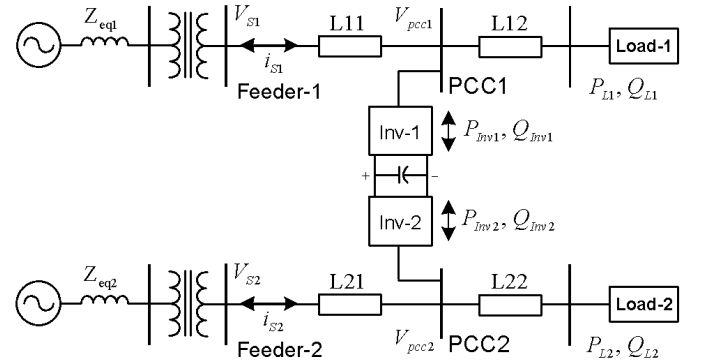 Z_eq1
V_S1
L11
V_pcc1
L12
Load-1
i_S1
Feeder-1
PCC1
P_L1, Q_L1
Inv-1
P_Inv1, Q_Inv1
+
−
Inv-2
P_Inv2, Q_Inv2
Z_eq2
V_S2
L21
L22
Load-2
i_S2
Feeder-2
V_pcc2
PCC2
P_L2, Q_L2